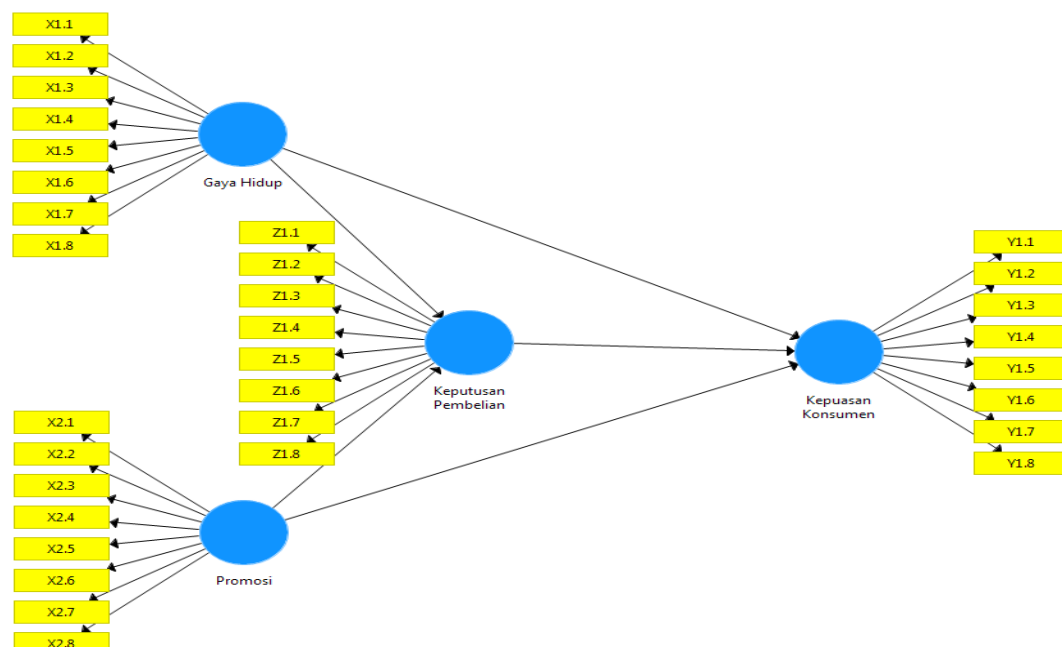 X1.1
X1.2
X1.3
X1.4
X1.5
X1.6
X1.7
X1.8
Gaya Hidup
Z1.1
Z1.2
Z1.3
Z1.4
Z1.5
Z1.6
Z1.7
Z1.8
Keputusan
Pembelian
X2.1
X2.2
X2.3
X2.4
X2.5
X2.6
X2.7
X2.8
Promosi
Kepuasan
Konsumen
Y1.1
Y1.2
Y1.3
Y1.4
Y1.5
Y1.6
Y1.7
Y1.8